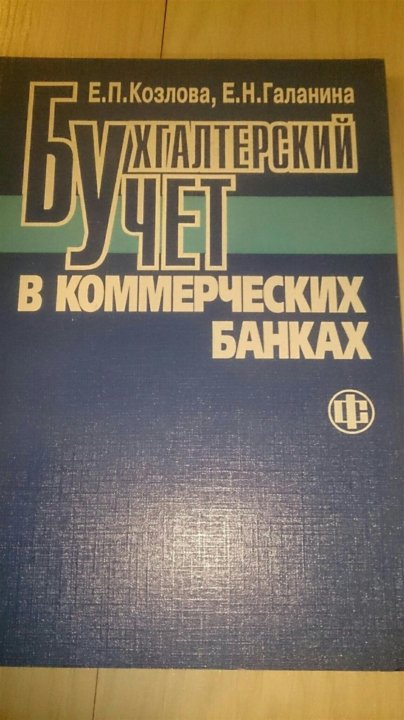 Е.П.Козлова, Е.Н.Галанина
БУХГАЛТЕРСКИЙ
УЧЕТ
В КОММЕРЧЕСКИХ
БАНКАХ
ФС